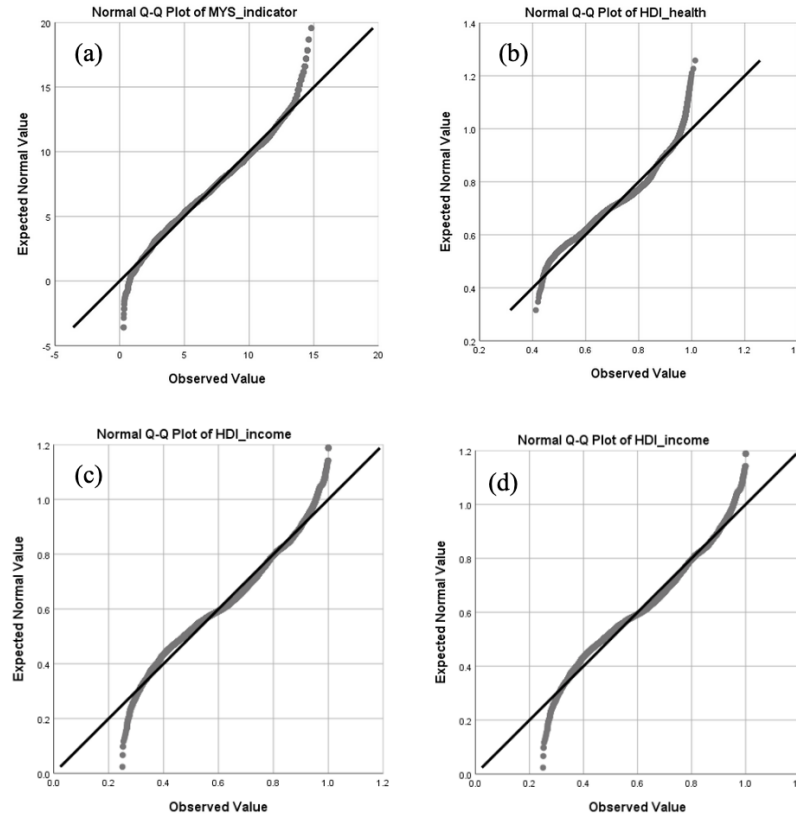 Normal Q-Q Plot of MYS_indicator
(a)
Expected Normal Value
20
15
10
5
0
-5
-5 0 5 10 15 20
Observed Value
Normal Q-Q Plot of HDI_health
(b)
Expected Normal Value
1.4
1.2
1.0
0.8
0.6
0.4
0.2
0.2 0.4 0.6 0.8 1.0 1.2
Observed Value
Normal Q-Q Plot of HDI_income
(c)
Expected Normal Value
1.2
1.0
0.8
0.6
0.4
0.2
0.0
0.0 0.2 0.4 0.6 0.8 1.0 1.2
Observed Value
Normal Q-Q Plot of HDI_income
(d)
Expected Normal Value
1.2
1.0
0.8
0.6
0.4
0.2
0.0
0.0 0.2 0.4 0.6 0.8 1.0
Observed Value